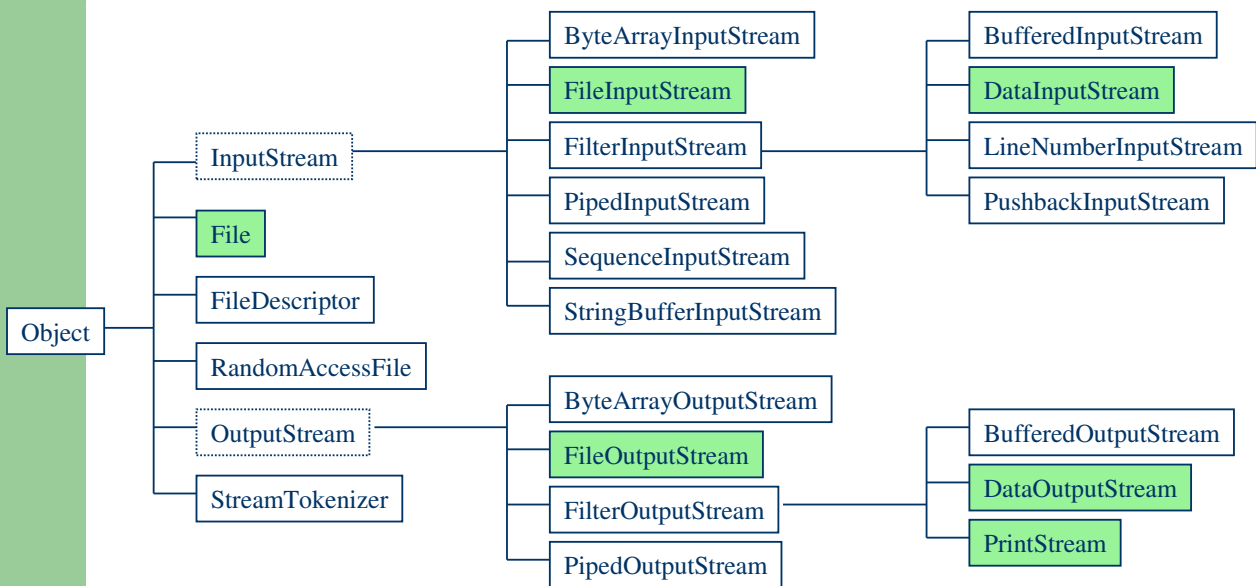 Object
InputStream
File
FileDescriptor
RandomAccessFile
OutputStream
StreamTokenizer
ByteArrayInputStream
FileInputStream
FilterInputStream
PipedInputStream
SequenceInputStream
StringBufferInputStream
ByteArrayOutputStream
FileOutputStream
FilterOutputStream
PipedOutputStream
BufferedInputStream
DataInputStream
LineNumberInputStream
PushbackInputStream
BufferedOutputStream
DataOutputStream
PrintStream